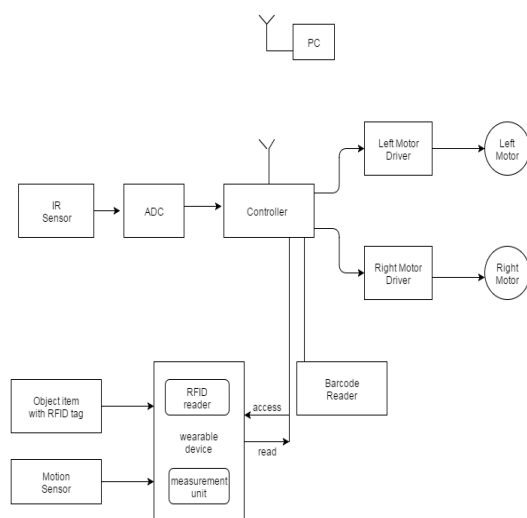 PC
Left Motor
Driver
Left
Motor
IR
Sensor
ADC
Controller
Right Motor
Driver
Right
Motor
Object item
with RFID tag
RFID
reader
access
Barcode
Reader
wearable
device
read
Motion
Sensor
measurement
unit